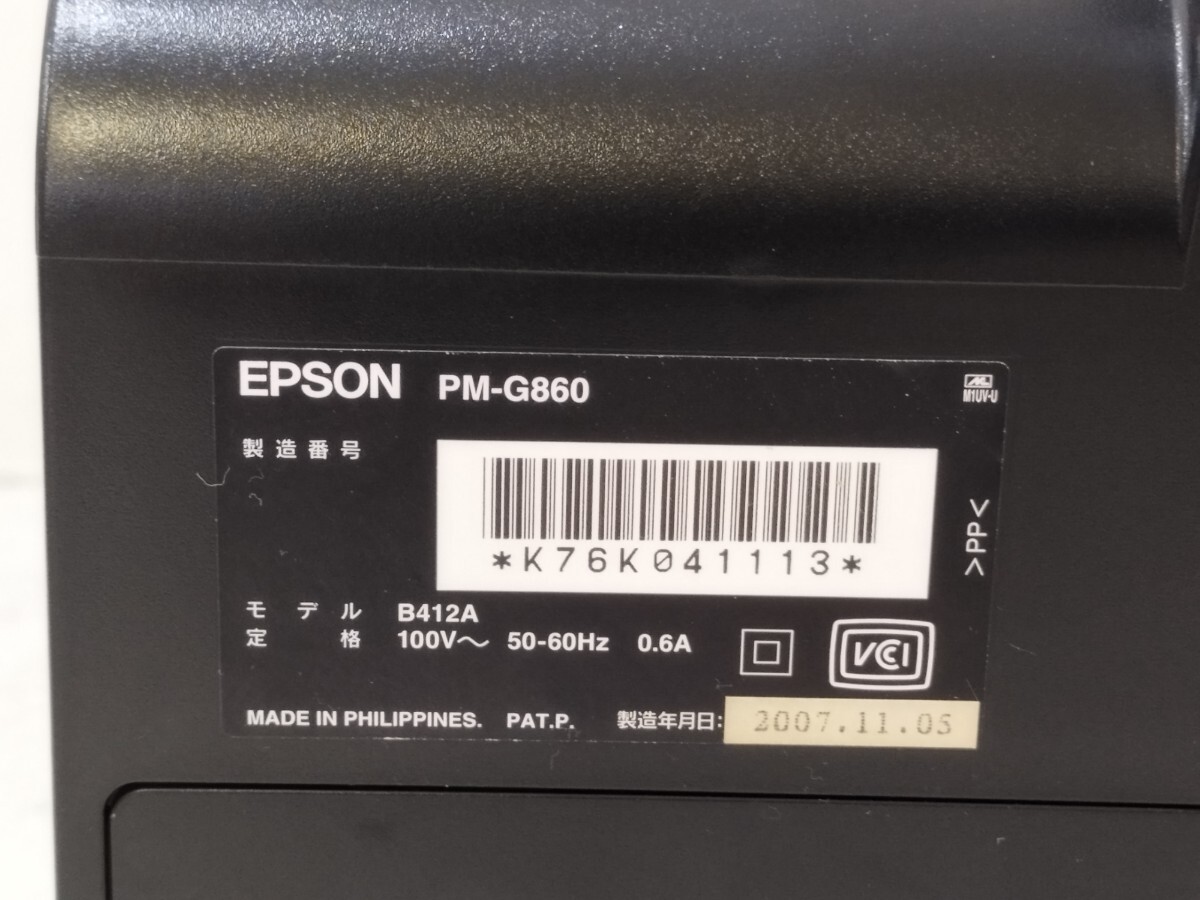 EPSON PM-G860
M1UV-U
製造番号
*K76K041113*
>PP<
モデル B412A
定格 100V～ 50-60Hz 0.6A
VCCI
MADE IN PHILIPPINES. PAT.P. 製造年月日: 2007.11.05